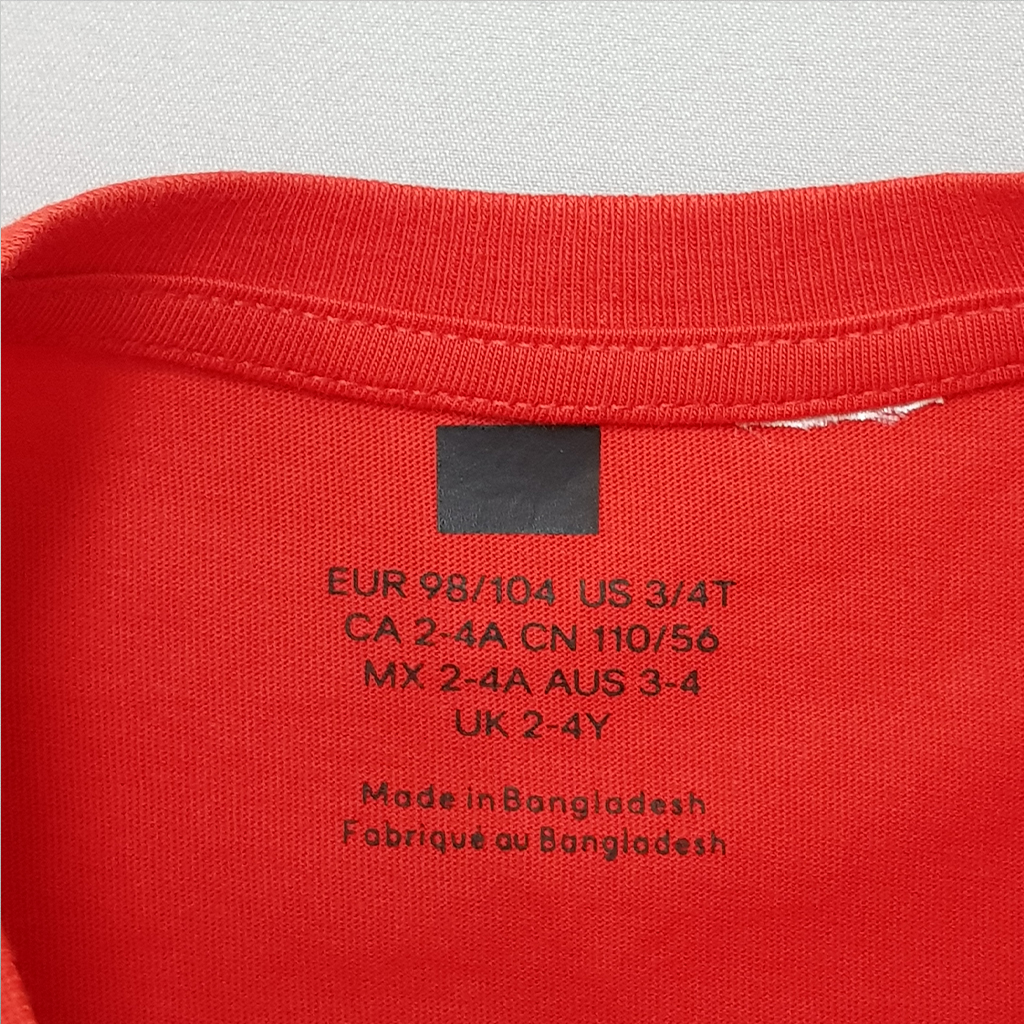 EUR 98/104 US 3/4T
CA 2-4A CN 110/56
MX 2-4A AUS 3-4
UK 2-4Y
Made in Bangladesh
Fabriqué au Bangladesh